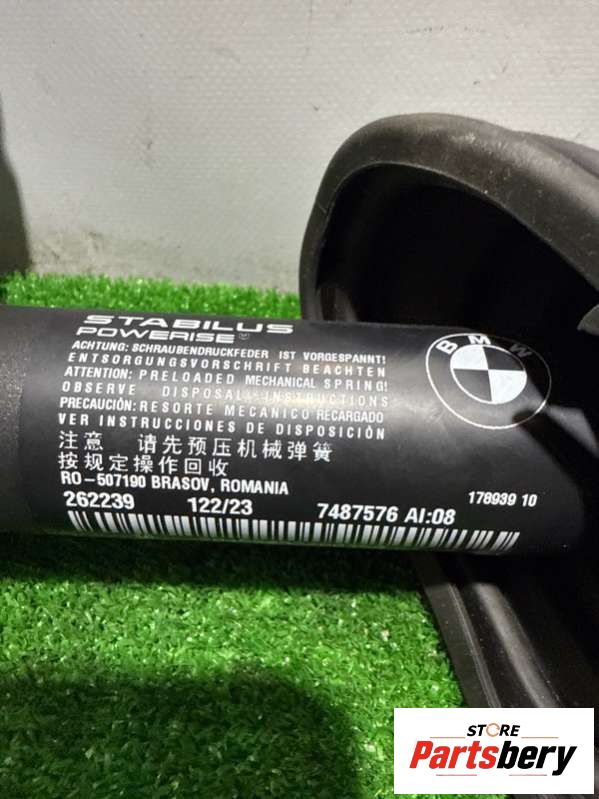 STABILUS
POWERISE
ACHTUNG: SCHRAUBENDRUCKFEDER IST VORGESPANNT!
ENTSORGUNGSVORSCHRIFT BEACHTEN
ATTENTION: PRELOADED MECHANICAL SPRING!
OBSERVE DISPOSAL INSTRUCTIONS
PRECAUCIÓN: RESORTE MECANICO RECARGADO
VER INSTRUCCIONES DE DISPOSICIÓN
注意 请先预压机械弹簧
按规定操作回收
RO-507190 BRASOV, ROMANIA
262239 122/23 7487576 AI:08
BMW
178939 10
STORE
Partsbery